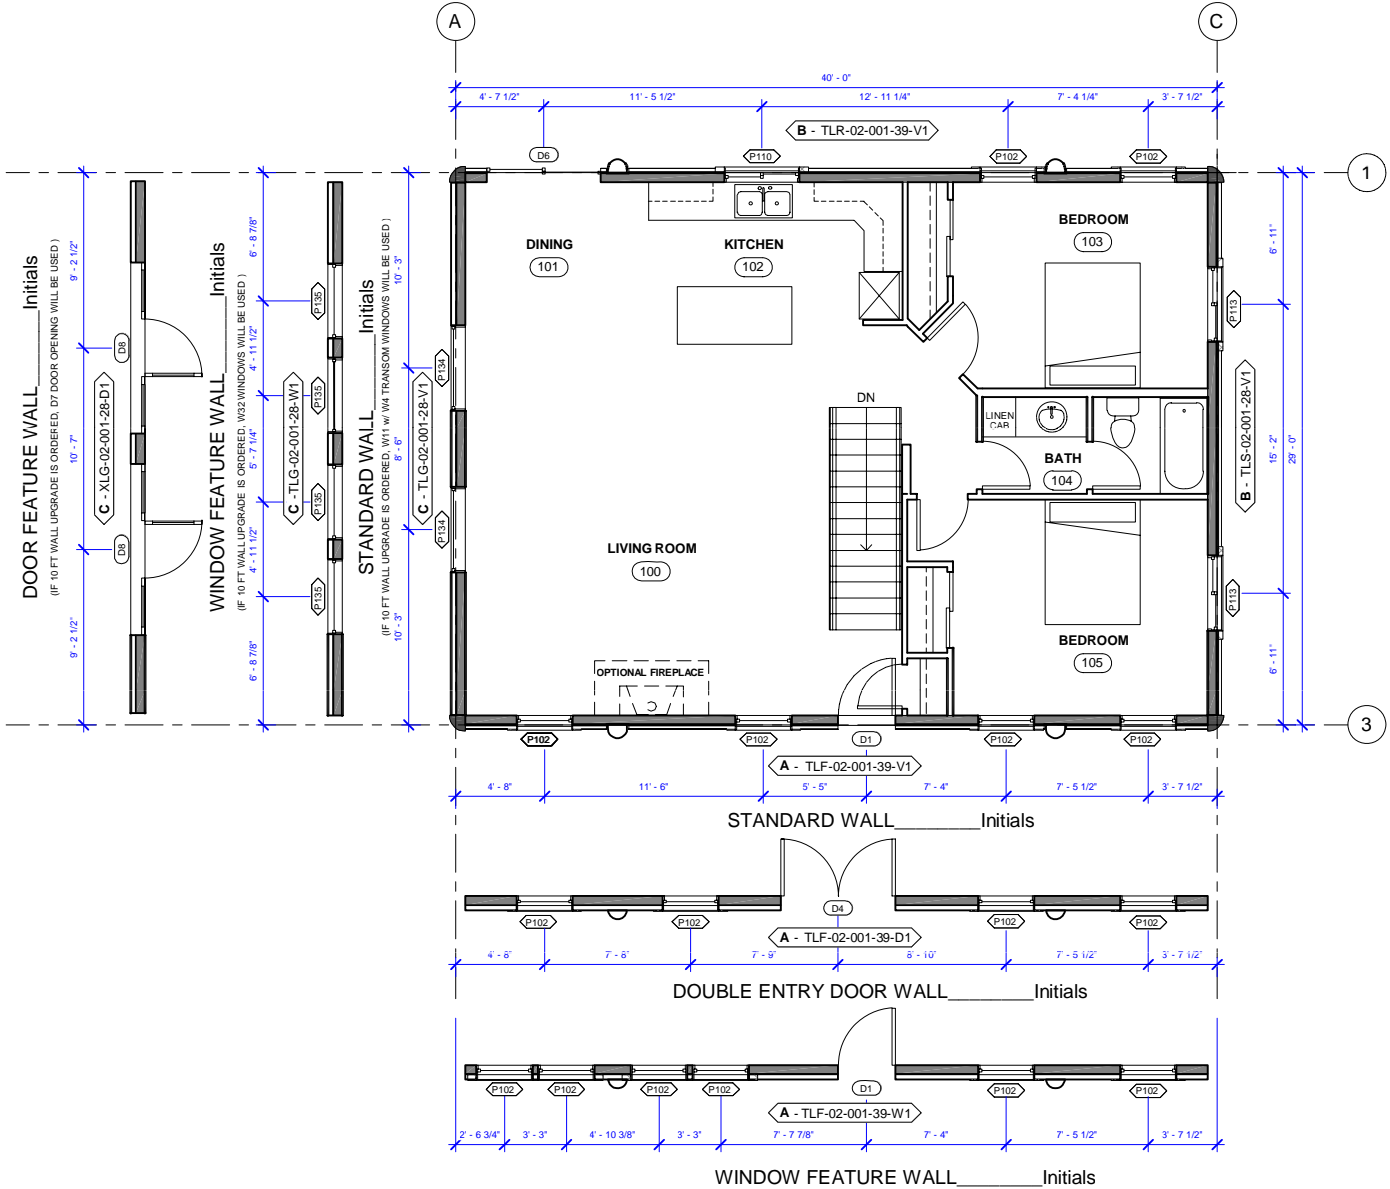 A
C
40' - 0"
4' - 7 1/2"
11' - 5 1/2"
12' - 11 1/4"
7' - 4 1/4"
3' - 7 1/2"
B - TLR-02-001-39-V1
D6
P110
P102
P102
1
DINING
101
KITCHEN
102
BEDROOM
103
DN
LINEN
CAB
BATH
104
LIVING ROOM
100
BEDROOM
105
OPTIONAL FIREPLACE
6' - 11"
15' - 2"
29' - 0"
6' - 11"
P113
P113
B - TLS-02-001-28-V1
3
DOOR FEATURE WALL______Initials
(IF 10 FT WALL UPGRADE IS ORDERED, D7 DOOR OPENING WILL BE USED )
9' - 2 1/2"
10' - 7"
9' - 2 1/2"
C - XLG-02-001-28-D1
D8
D8
WINDOW FEATURE WALL______Initials
(IF 10 FT WALL UPGRADE IS ORDERED, W32 WINDOWS WILL BE USED )
6' - 8 7/8"
4' - 11 1/2"
5' - 7 1/4"
4' - 11 1/2"
6' - 8 7/8"
C - TLG-02-001-28-W1
P135
P135
P135
P135
STANDARD WALL______Initials
(IF 10 FT WALL UPGRADE IS ORDERED, W11 w/ W4 TRANSOM WINDOWS WILL BE USED )
10' - 3"
8' - 6"
10' - 3"
C - TLG-02-001-28-V1
P134
P134
P102
P102
D1
P102
P102
A - TLF-02-001-39-V1
4' - 8"
11' - 6"
5' - 5"
7' - 4"
7' - 5 1/2"
3' - 7 1/2"
STANDARD WALL________Initials
P102
P102
D4
P102
P102
A - TLF-02-001-39-D1
4' - 8"
7' - 8"
7' - 9"
8' - 10"
7' - 5 1/2"
3' - 7 1/2"
DOUBLE ENTRY DOOR WALL________Initials
P102
P102
P102
P102
D1
P102
P102
A - TLF-02-001-39-W1
2' - 6 3/4"
3' - 3"
4' - 10 3/8"
3' - 3"
7' - 7 7/8"
7' - 4"
7' - 5 1/2"
3' - 7 1/2"
WINDOW FEATURE WALL________Initials